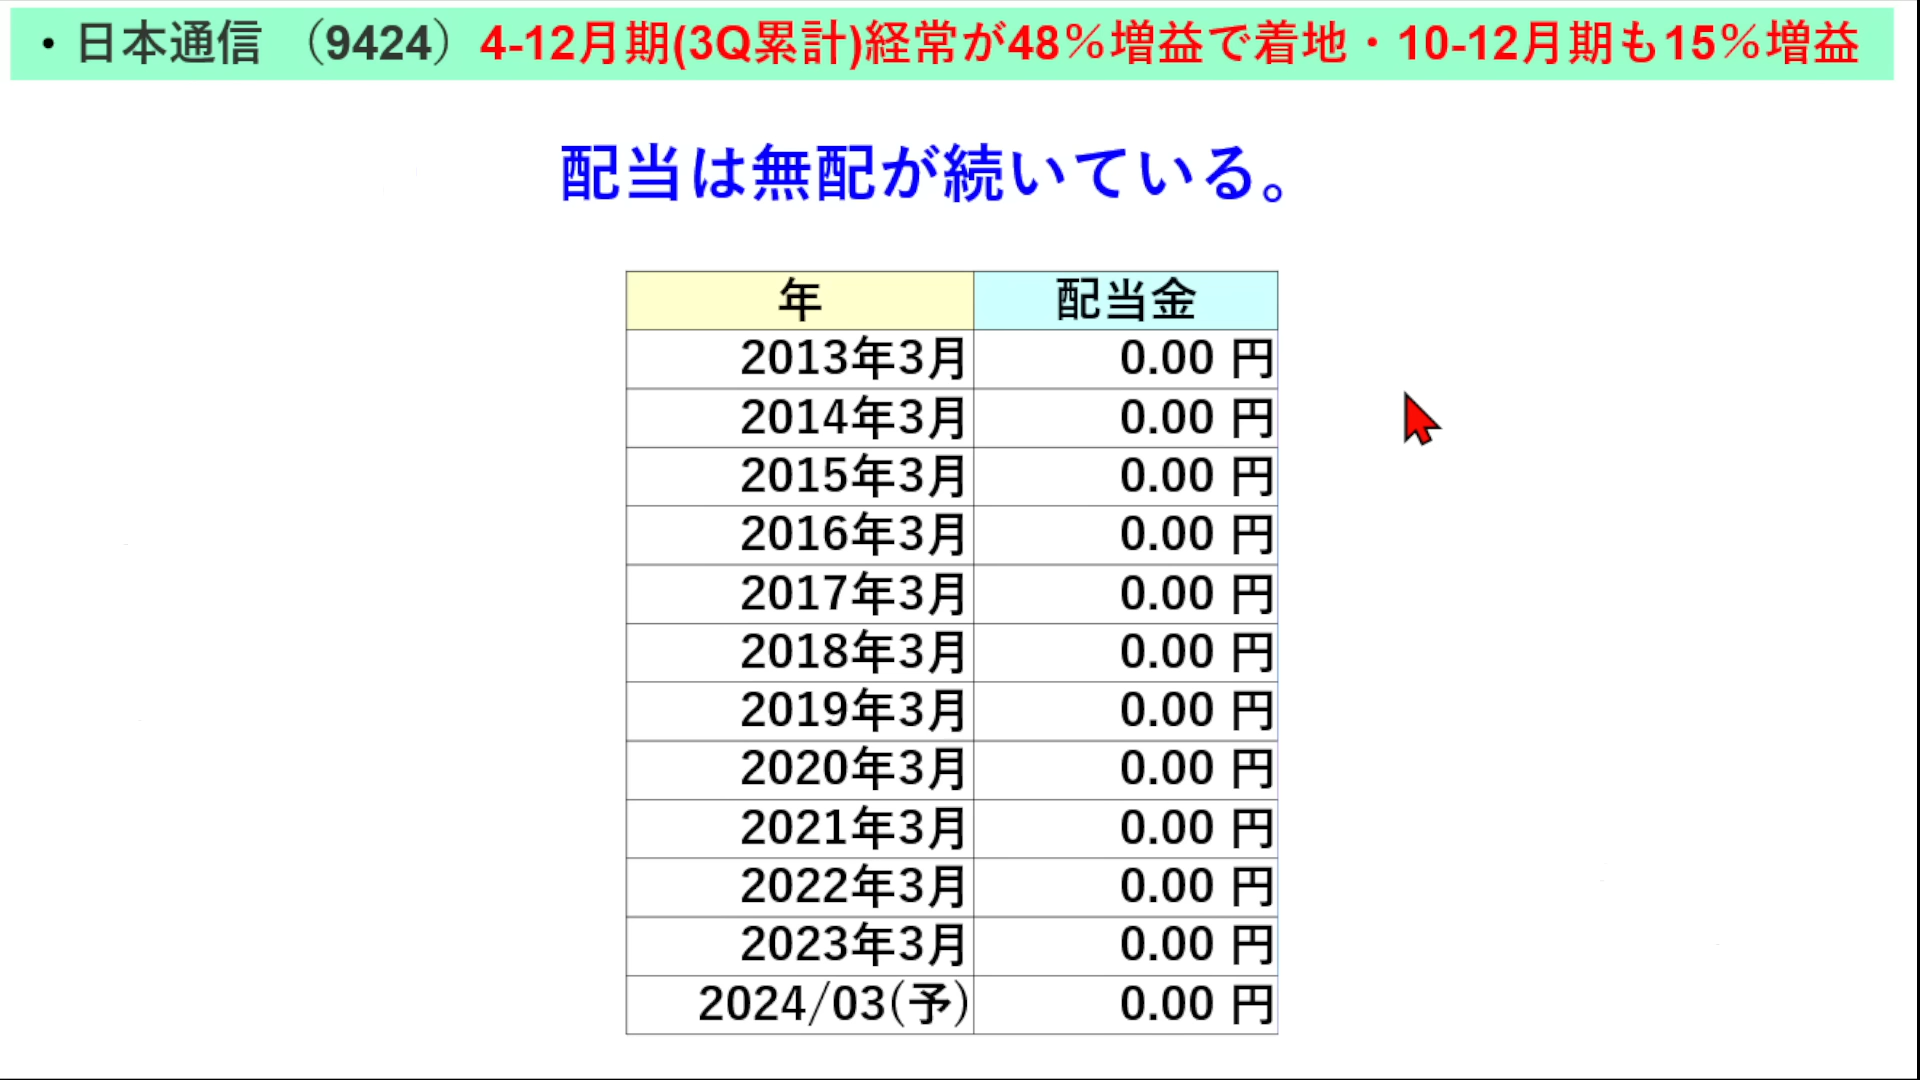 ・日本通信 （9424）4-12月期(3Q累計)経常が48％増益で着地・10-12月期も15％増益
配当は無配が続いている。
年 配当金
2013年3月 0.00 円
2014年3月 0.00 円
2015年3月 0.00 円
2016年3月 0.00 円
2017年3月 0.00 円
2018年3月 0.00 円
2019年3月 0.00 円
2020年3月 0.00 円
2021年3月 0.00 円
2022年3月 0.00 円
2023年3月 0.00 円
2024/03(予) 0.00 円